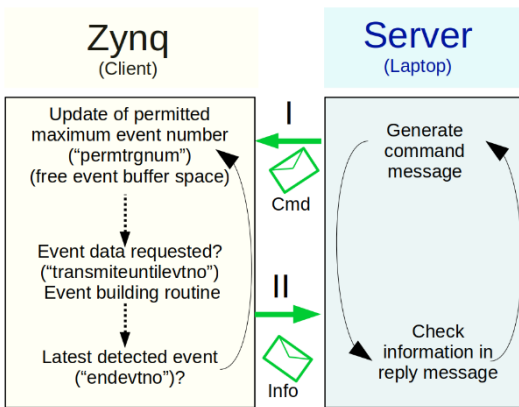 Zynq
(Client)
Server
(Laptop)
Update of permitted
maximum event number
("permtrgnum")
(free event buffer space)
Event data requested?
("transmiteuntilevtno")
Event building routine
Latest detected event
("endevtno")?
I
Cmd
II
Info
Generate
command
message
Check
information in
reply message